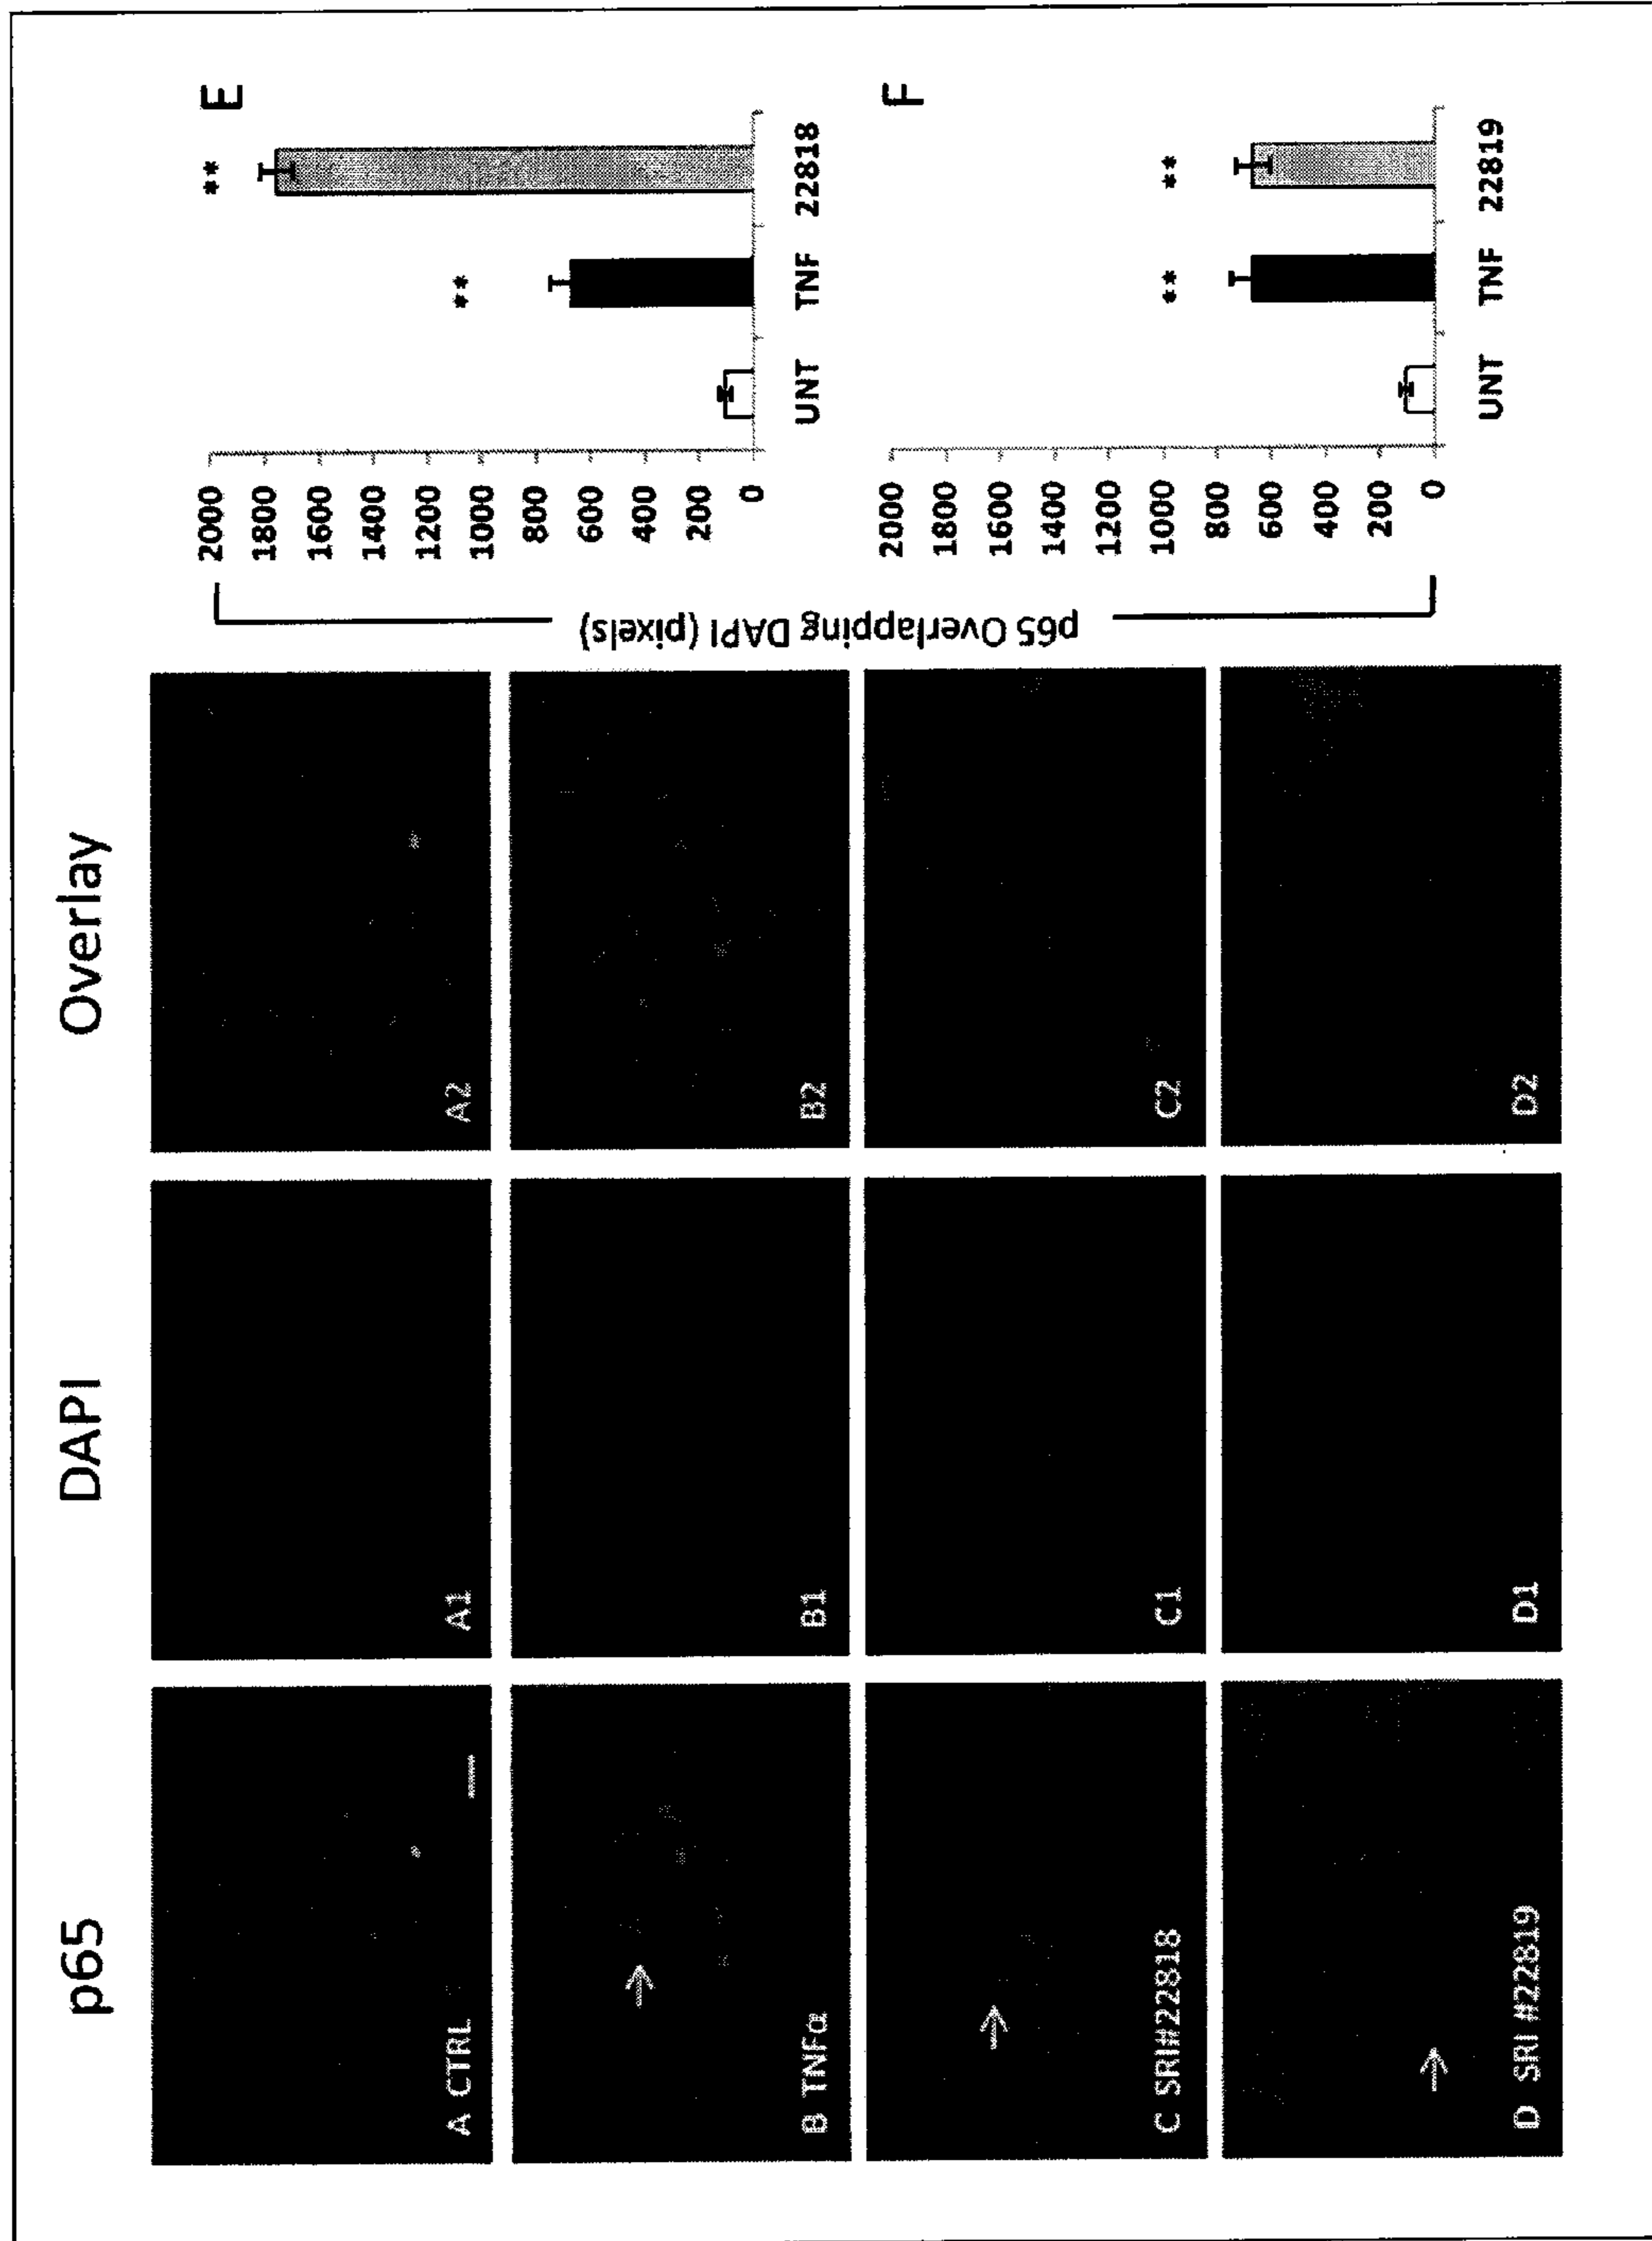 p65 DAPI Overlay
A CTRL
A1
A2
B TNFα
B1
B2
C SRI#22818
C1
C2
D SRI #22819
D1
D2
p65 Overlapping DAPI (pixels)
E
2000
1800
1600
1400
1200
1000
800
600
400
200
0
**
**
UNT TNF 22818
F
2000
1800
1600
1400
1200
1000
800
600
400
200
0
** **
UNT TNF 22819